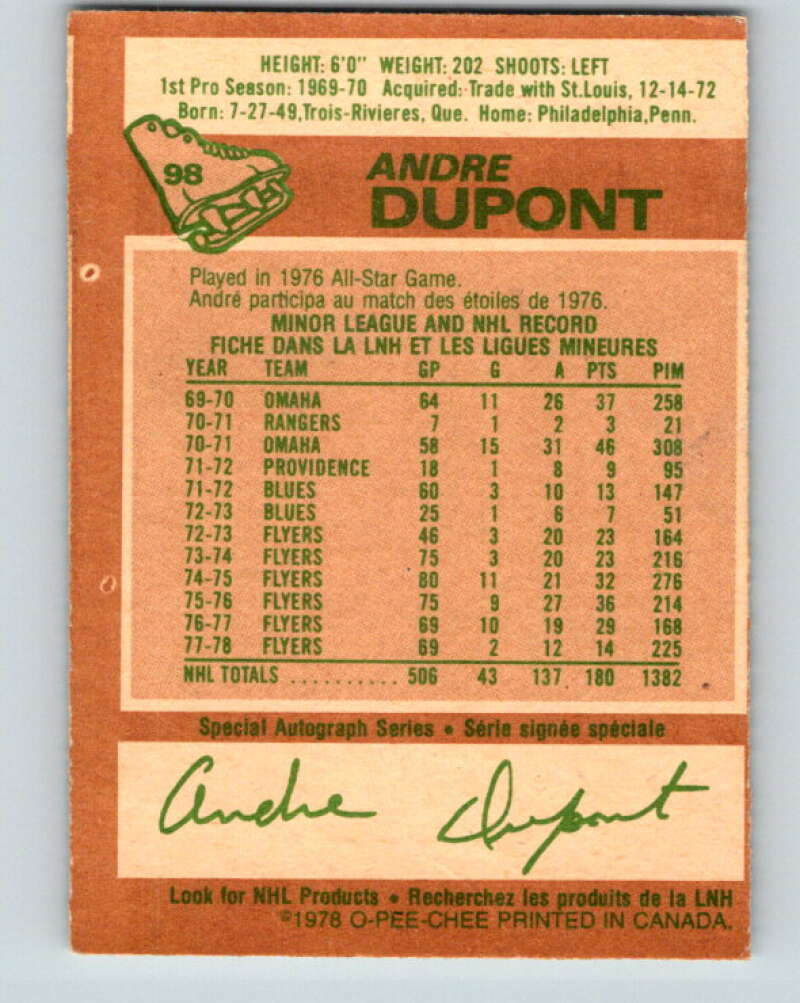 HEIGHT: 6'0" WEIGHT: 202 SHOOTS: LEFT
1st Pro Season: 1969-70 Acquired: Trade with St.Louis, 12-14-72
Born: 7-27-49,Trois-Rivieres, Que. Home: Philadelphia,Penn.
98
ANDRE
DUPONT
Played in 1976 All-Star Game.
André participa au match des étoiles de 1976.
MINOR LEAGUE AND NHL RECORD
FICHE DANS LA LNH ET LES LIGUES MINEURES
YEAR TEAM GP G A PTS PIM
69-70 OMAHA 64 11 26 37 258
70-71 RANGERS 7 1 2 3 21
70-71 OMAHA 58 15 31 46 308
71-72 PROVIDENCE 18 1 8 9 95
71-72 BLUES 60 3 10 13 147
72-73 BLUES 25 1 6 7 51
72-73 FLYERS 46 3 20 23 164
73-74 FLYERS 75 3 20 23 216
74-75 FLYERS 80 11 21 32 276
75-76 FLYERS 75 9 27 36 214
76-77 FLYERS 69 10 19 29 168
77-78 FLYERS 69 2 12 14 225
NHL TOTALS .......... 506 43 137 180 1382
Special Autograph Series • Série signée spéciale
Andre Dupont
Look for NHL Products • Recherchez les produits de la LNH
©1978 O-PEE-CHEE PRINTED IN CANADA.